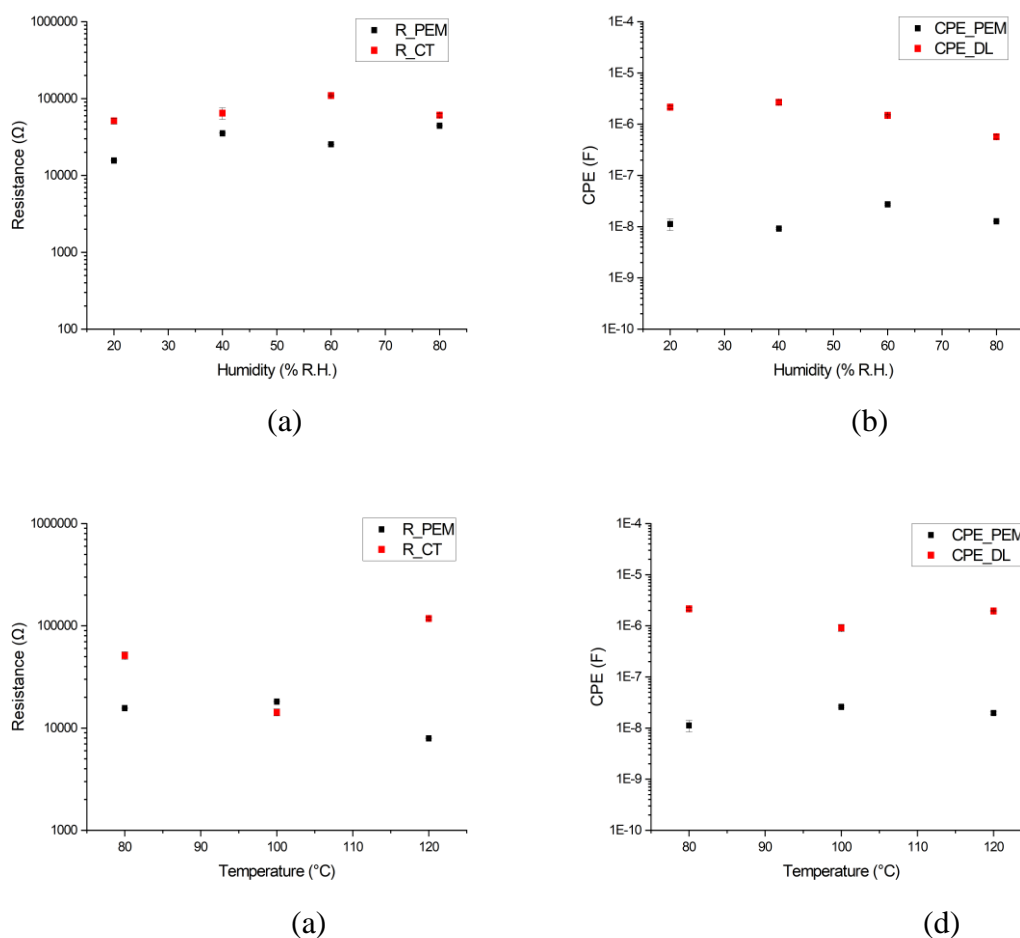 1000000
100000
10000
1000
100
Resistance (Ω)
R_PEM
R_CT
20 30 40 50 60 70 80
Humidity (% R.H.)
(a)
1E-4
1E-5
1E-6
1E-7
1E-8
1E-9
1E-10
CPE (F)
CPE_PEM
CPE_DL
20 30 40 50 60 70 80
Humidity (% R.H.)
(b)
1000000
100000
10000
1000
Resistance (Ω)
R_PEM
R_CT
80 90 100 110 120
Temperature (°C)
(a)
1E-4
1E-5
1E-6
1E-7
1E-8
1E-9
1E-10
CPE (F)
CPE_PEM
CPE_DL
80 90 100 110 120
Temperature (°C)
(d)